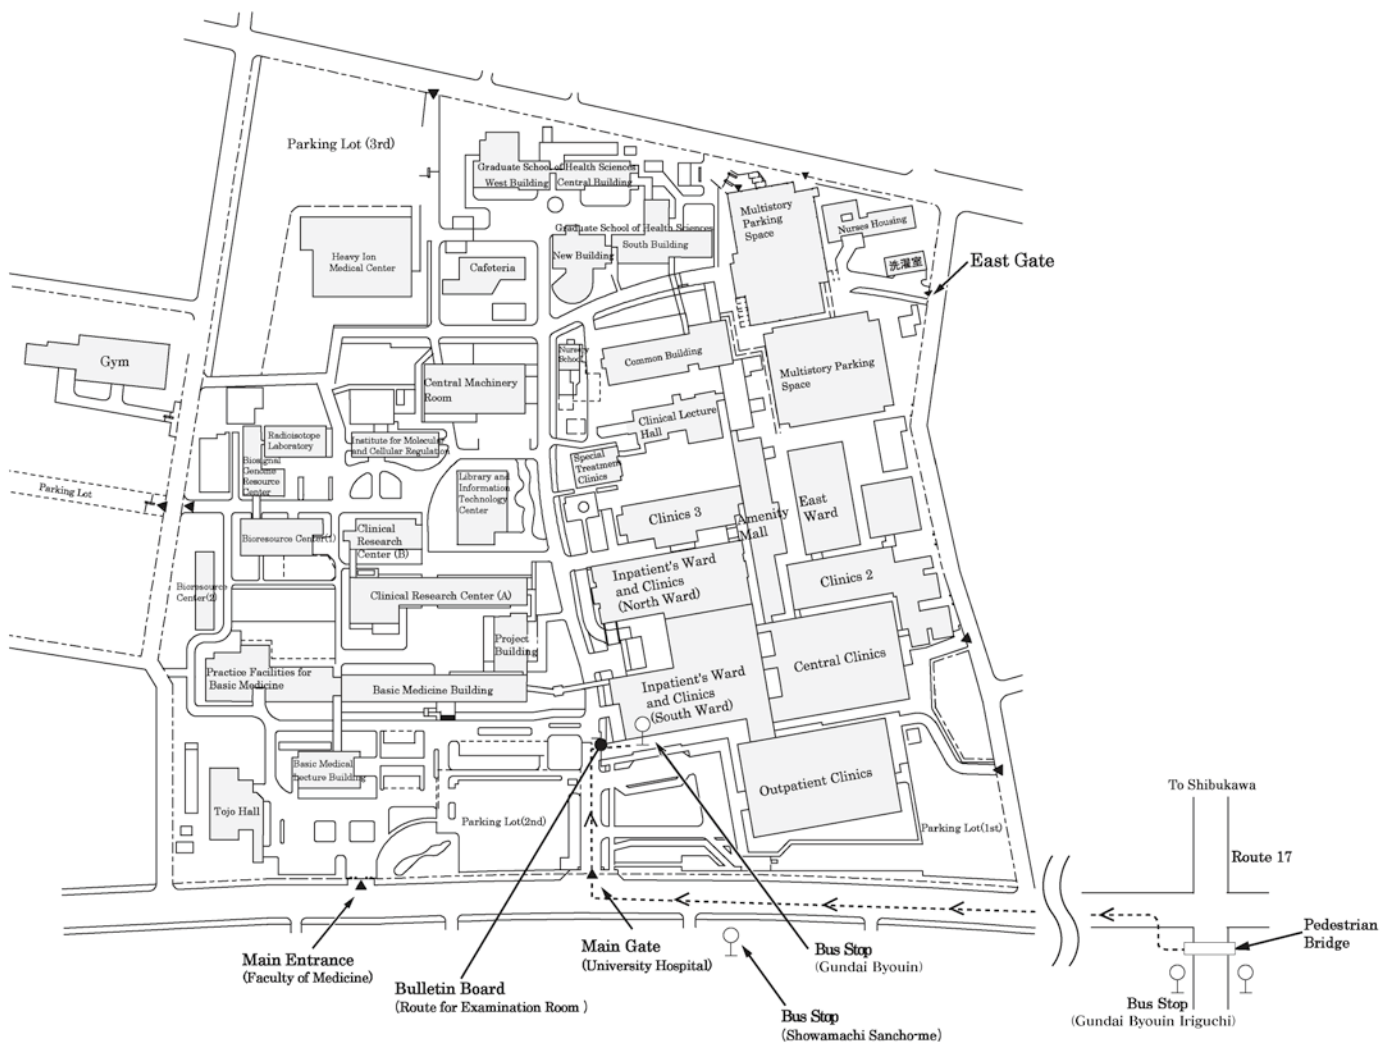 Parking Lot (3rd)
Graduate School of Health Sciences
West Building
Central Building
Graduate School of Health Sciences
South Building
New Building
Multistory
Parking
Space
Nurses Housing
洗濯室
East Gate
Heavy Ion
Medical Center
Cafeteria
Gym
Nursery
School
Common Building
Multistory Parking
Space
Central Machinery
Room
Clinical Lecture
Hall
Radioisotope
Laboratory
Institute for Molecular
and Cellular Regulation
Biosignal
Genome
Resource
Center
Special
Treatment
Clinics
Library and
Information
Technology
Center
Parking Lot
Clinics 3
Amenity
Mall
East
Ward
Bioresource Center(1)
Clinical
Research
Center (B)
Inpatient's Ward
and Clinics
(North Ward)
Clinics 2
Bioresource
Center(2)
Clinical Research Center (A)
Project
Building
Central Clinics
Practice Facilities for
Basic Medicine
Basic Medicine Building
Inpatient's Ward
and Clinics
(South Ward)
Basic Medical
Lecture Building
Outpatient Clinics
Tojo Hall
Parking Lot(2nd)
Parking Lot(1st)
To Shibukawa
Route 17
Pedestrian
Bridge
Main Entrance
(Faculty of Medicine)
Main Gate
(University Hospital)
Bus Stop
(Gundai Byouin)
Bulletin Board
(Route for Examination Room )
Bus Stop
(Showamachi Sancho-me)
Bus Stop
(Gundai Byouin Iriguchi)